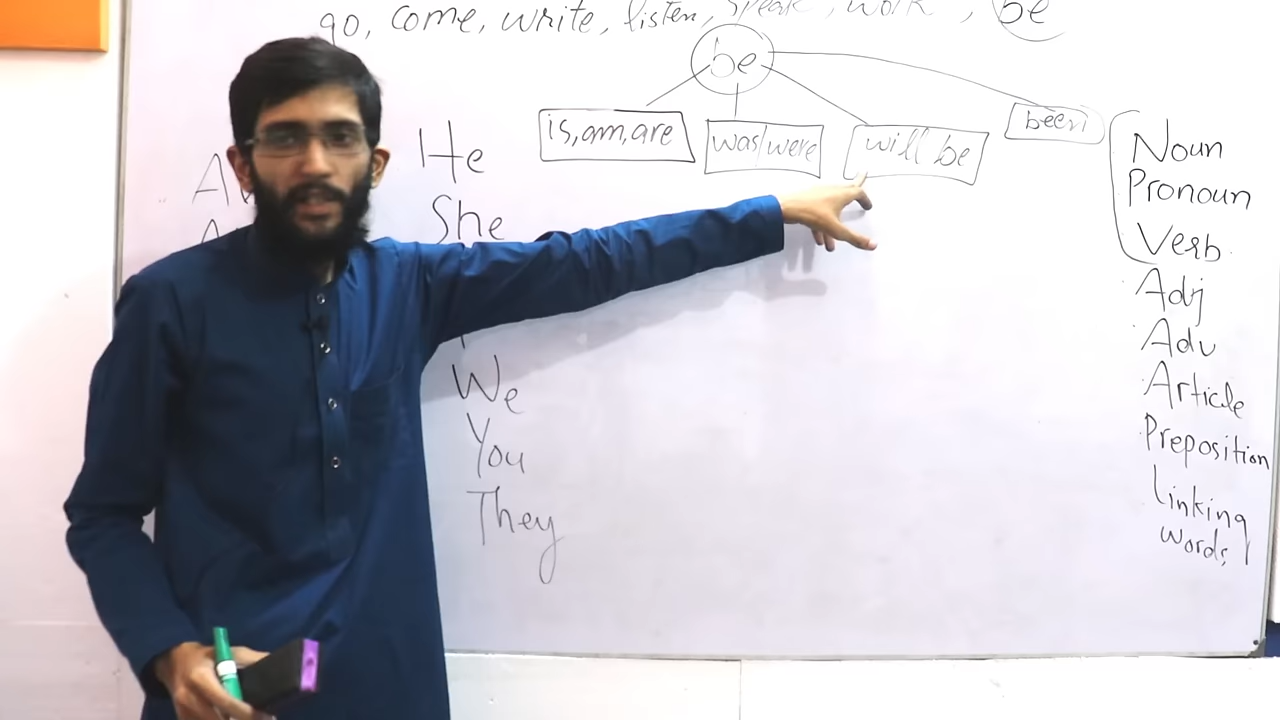 go, come, write, listen, speak, work, be
be
is,am,are
was/were
will be
been
He
She
We
You
They
Noun
Pronoun
Verb
Adj
Adv
Article
Preposition
Linking
words